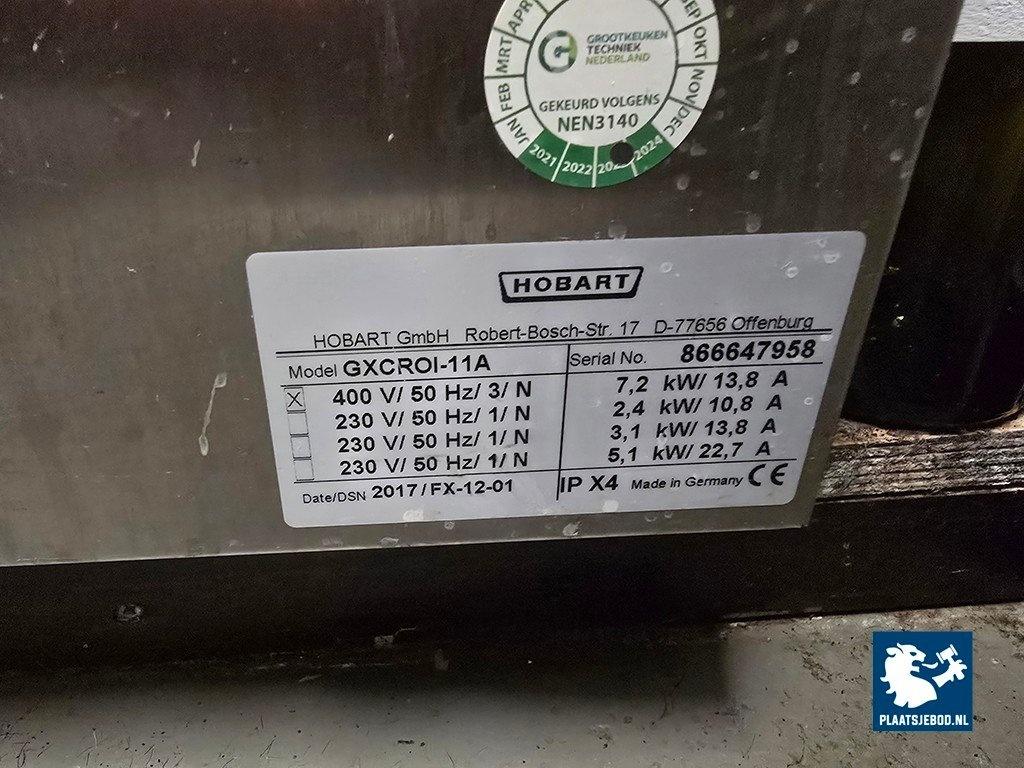 JAN FEB MRT APR
SEP OKT NOV DEC
GROOTKEUKEN
TECHNIEK
NEDERLAND
GEKEURD VOLGENS
NEN3140
2021 2022 2024
HOBART
HOBART GmbH Robert-Bosch-Str. 17 D-77656 Offenburg
Model GXCROI-11A Serial No. 866647958
X 400 V/ 50 Hz/ 3/ N 7,2 kW/ 13,8 A
230 V/ 50 Hz/ 1/ N 2,4 kW/ 10,8 A
230 V/ 50 Hz/ 1/ N 3,1 kW/ 13,8 A
230 V/ 50 Hz/ 1/ N 5,1 kW/ 22,7 A
Date/DSN 2017/FX-12-01 IP X4 Made in Germany CE
PLAATSJEBOD.NL